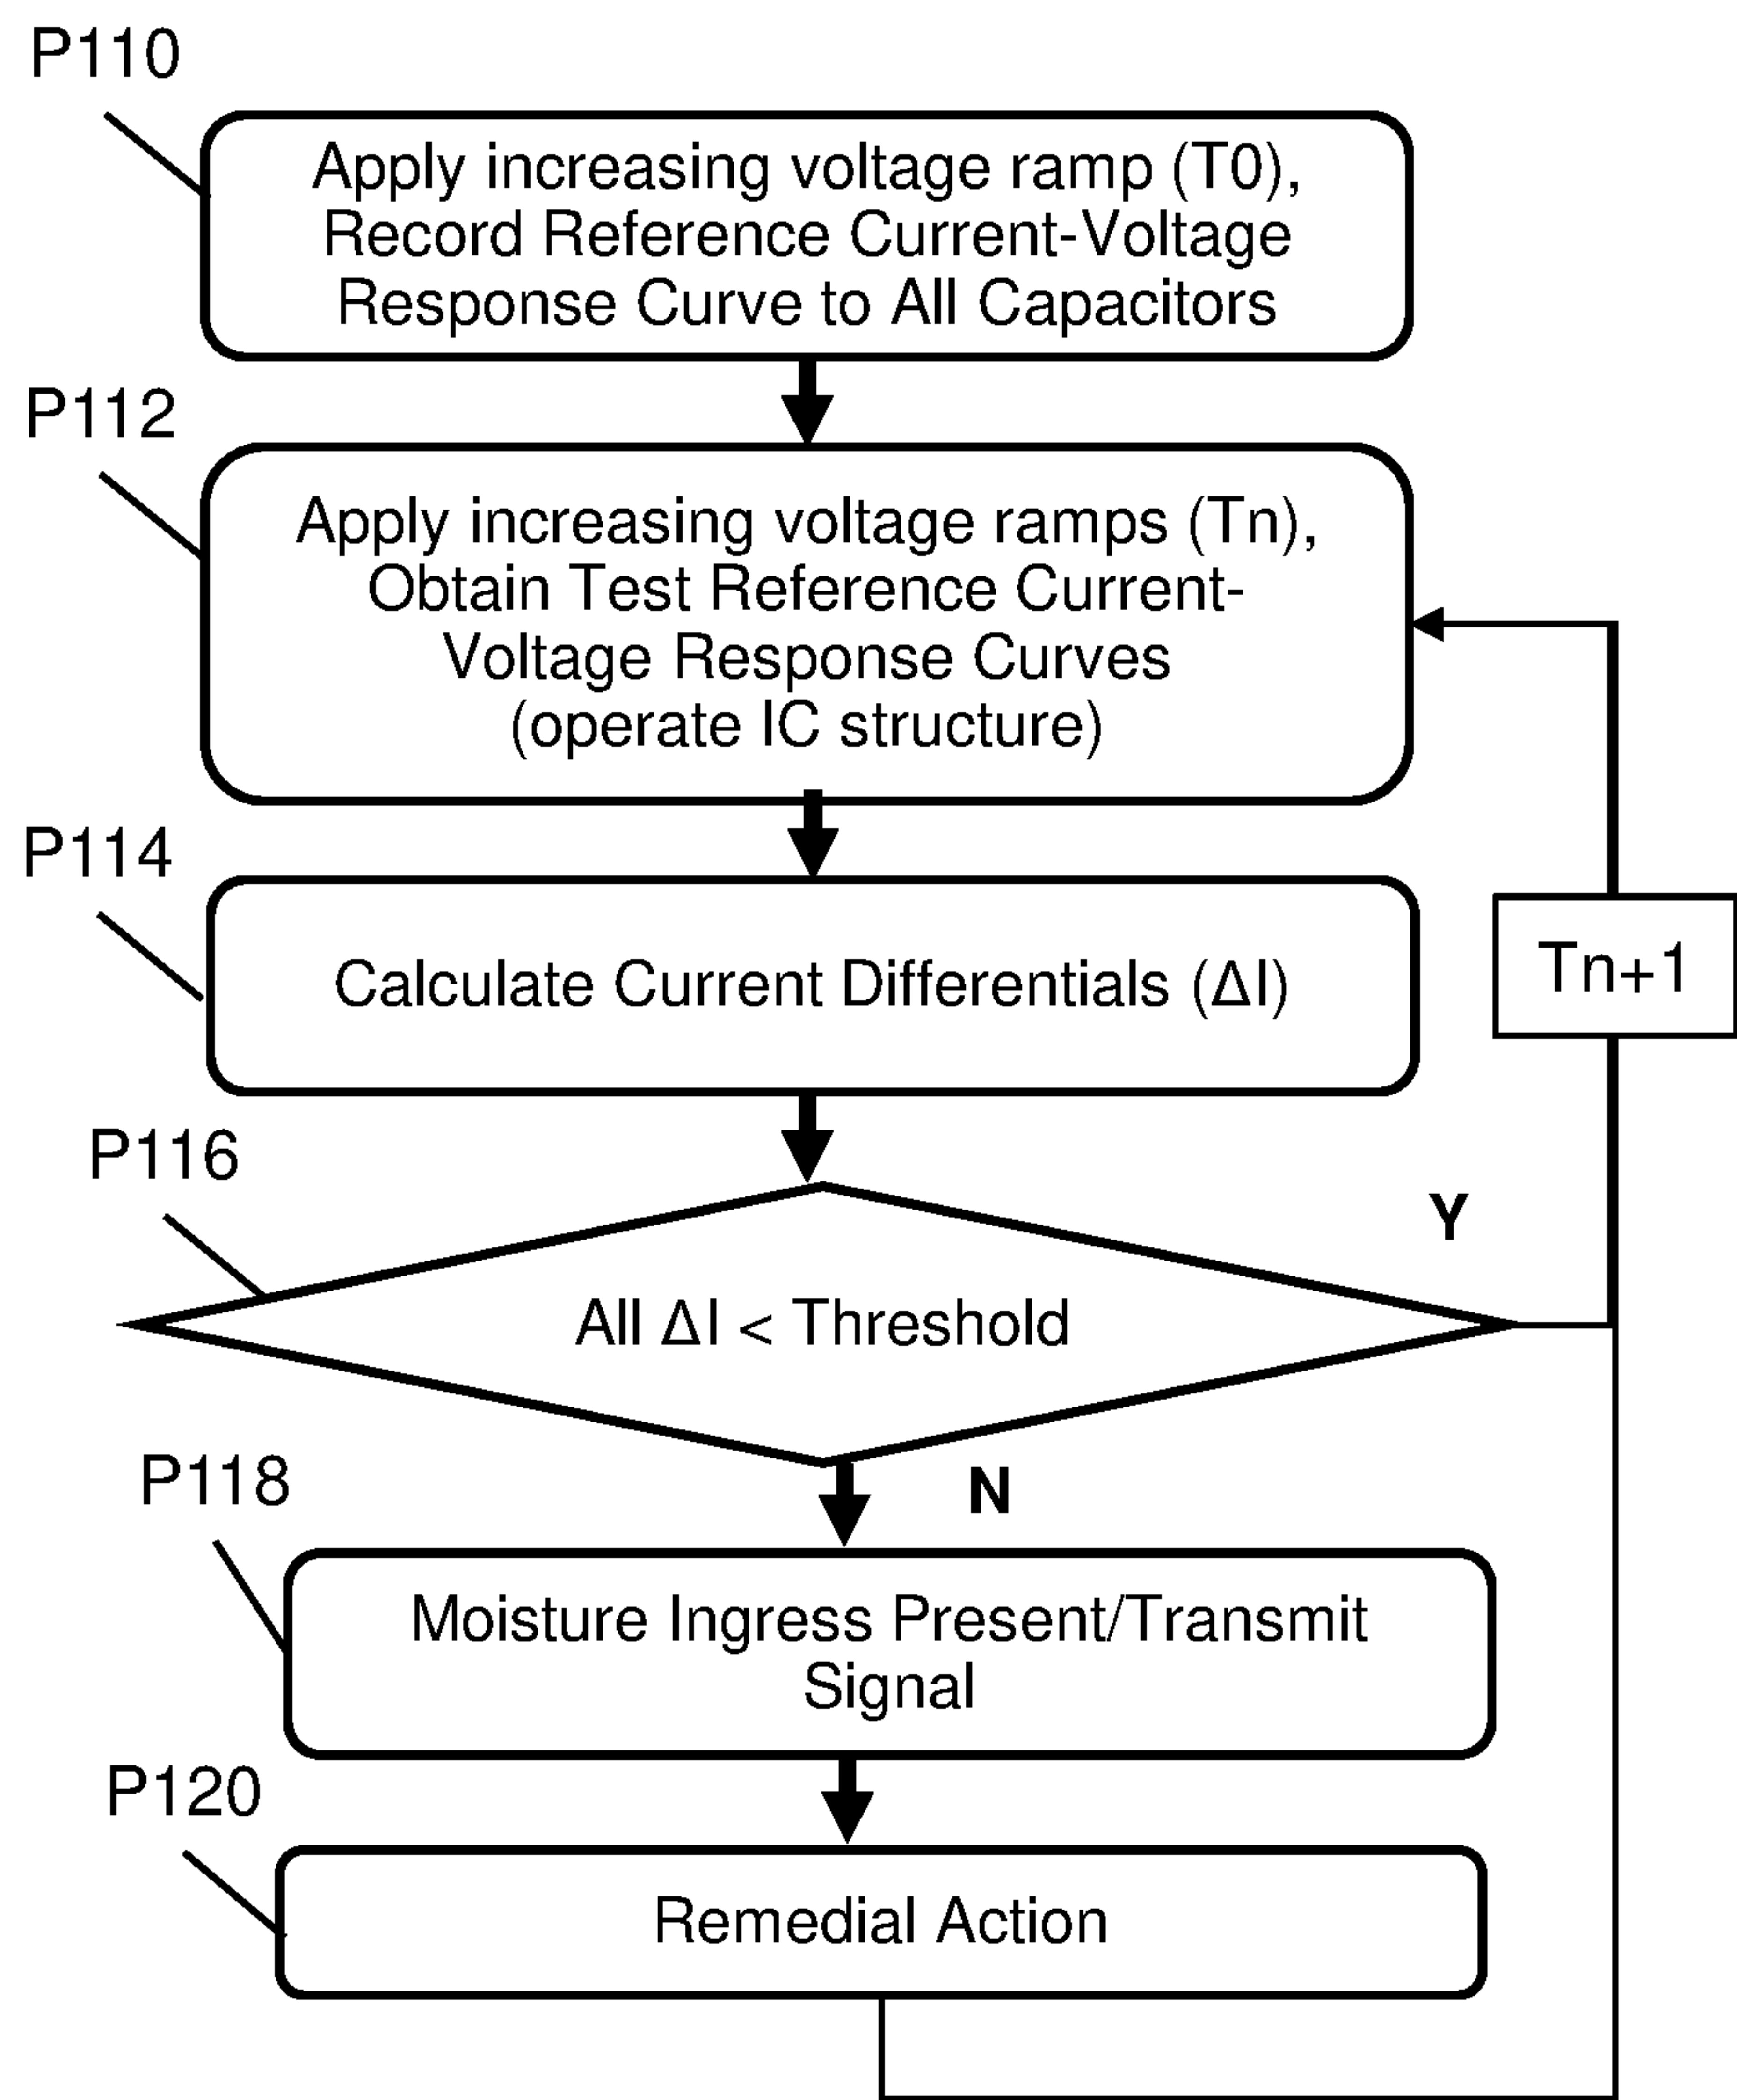 P110
Apply increasing voltage ramp (T0),
Record Reference Current-Voltage
Response Curve to All Capacitors
P112
Apply increasing voltage ramps (Tn),
Obtain Test Reference Current-
Voltage Response Curves
(operate IC structure)
P114
Calculate Current Differentials (ΔI)
Tn+1
P116
Y
All ΔI < Threshold
P118
N
Moisture Ingress Present/Transmit
Signal
P120
Remedial Action